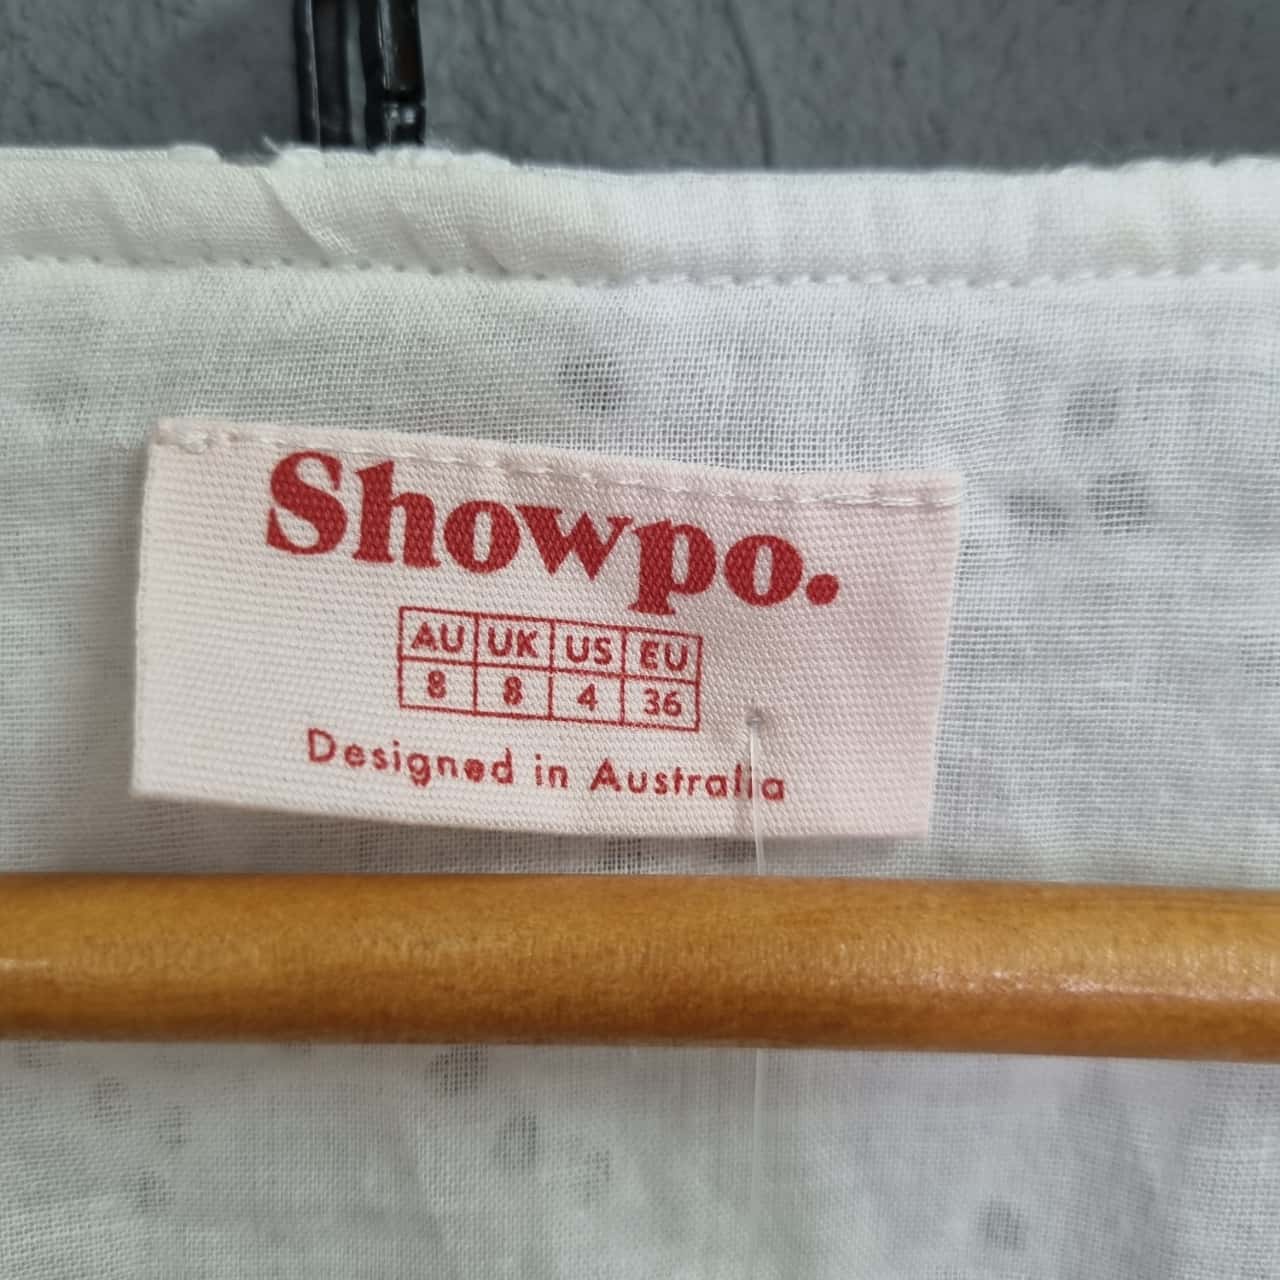 Showpo.
AU UK US EU
8 8 4 36
Designed in Australia